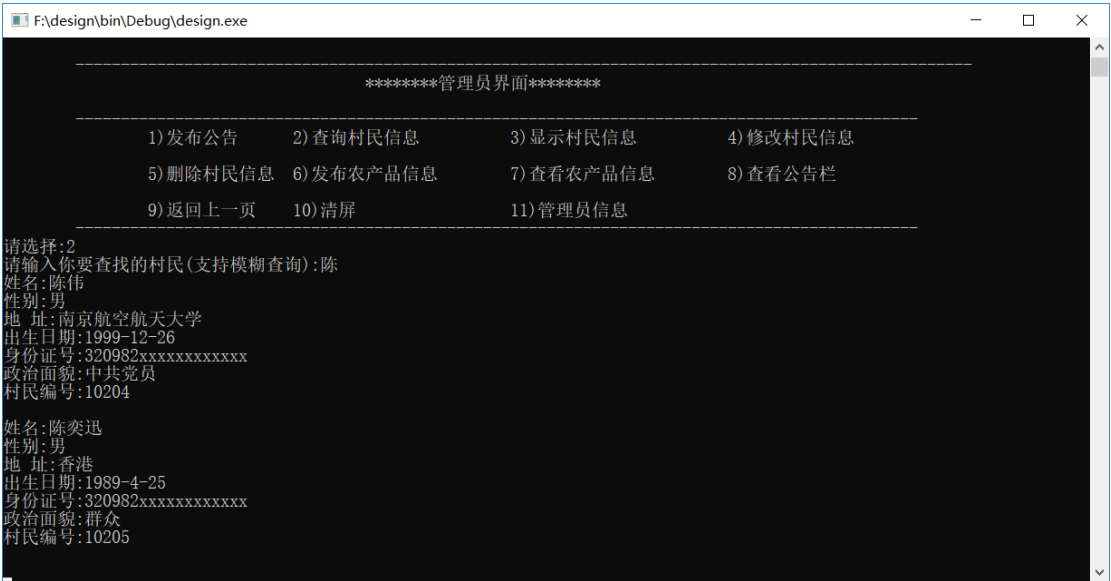 F:\design\bin\Debug\design.exe
********管理员界面********
1)发布公告 2)查询村民信息 3)显示村民信息 4)修改村民信息
5)删除村民信息 6)发布农产品信息 7)查看农产品信息 8)查看公告栏
9)返回上一页 10)清屏 11)管理员信息
请选择:2
请输入你要查找的村民(支持模糊查询):陈
姓名:陈伟
性别:男
地 址:南京航空航天大学
出生日期:1999-12-26
身份证号:320982xxxxxxxxxxxx
政治面貌:中共党员
村民编号:10204
姓名:陈奕迅
性别:男
地 址:香港
出生日期:1989-4-25
身份证号:320982xxxxxxxxxxxx
政治面貌:群众
村民编号:10205